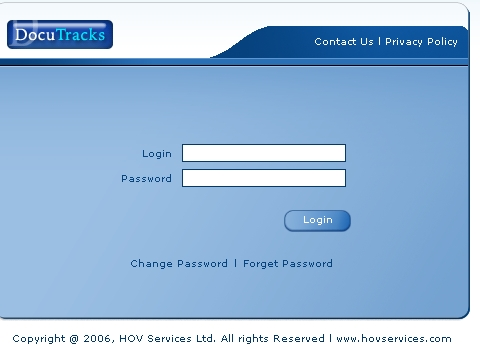 DocuTracks
Contact Us | Privacy Policy
Login
Password
Login
Change Password | Forget Password
Copyright @ 2006, HOV Services Ltd. All rights Reserved | www.hovservices.com